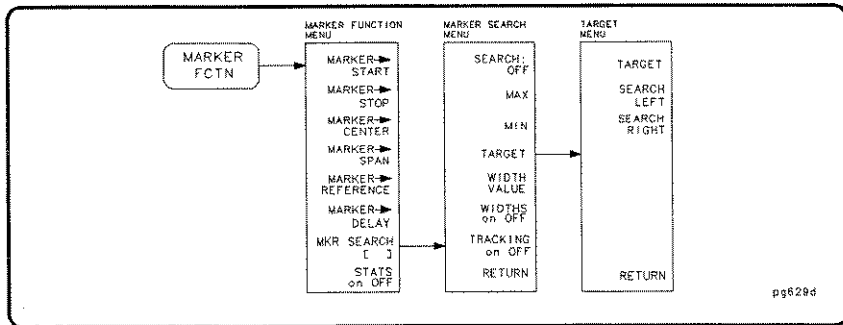 MARKER FUNCTION
MENU
MARKER SEARCH
MENU
TARGET
MENU
MARKER
FCTN
MARKER→
START
MARKER→
STOP
MARKER→
CENTER
MARKER→
SPAN
MARKER→
REFERENCE
MARKER→
DELAY
MKR SEARCH
[ ]
STATS
on OFF
SEARCH:
OFF
MAX
MIN
TARGET
WIDTH
VALUE
WIDTHS
on OFF
TRACKING
on OFF
RETURN
TARGET
SEARCH
LEFT
SEARCH
RIGHT
RETURN
pg629d